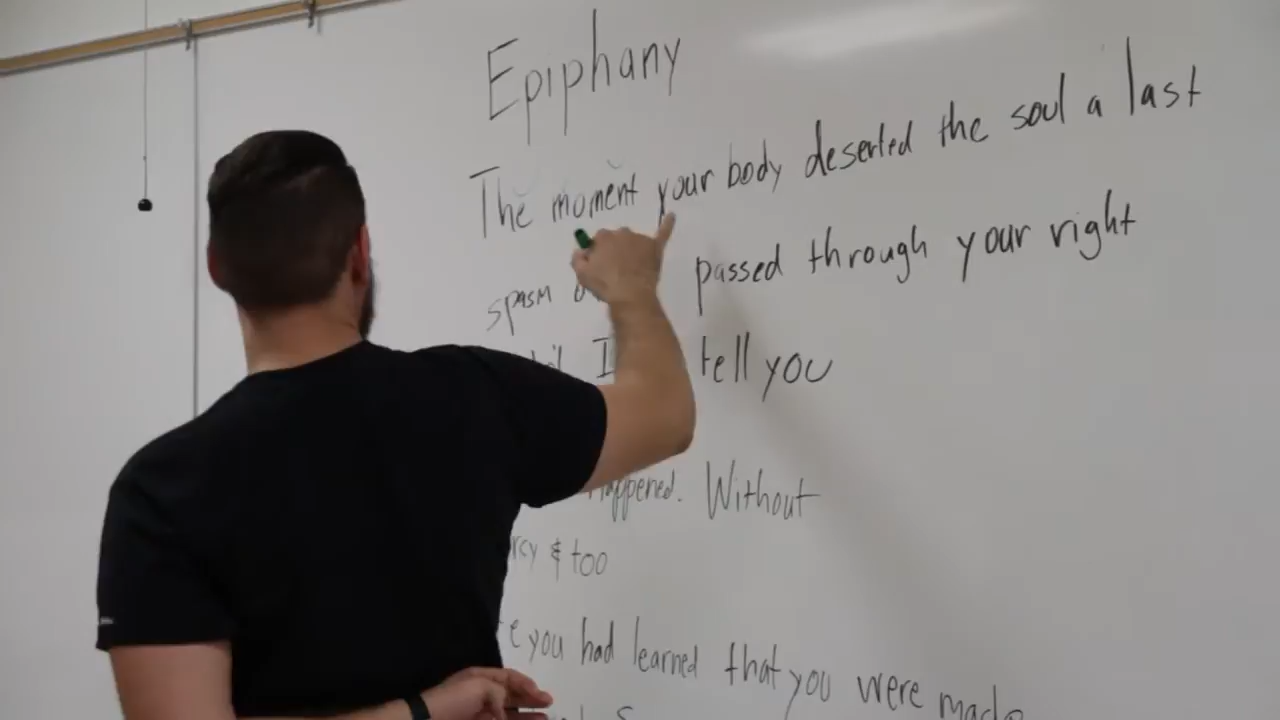 Epiphany
The moment your body deserted the soul a last
spasm passed through your right
I tell you
happened. Without
& too
you had learned that you were made